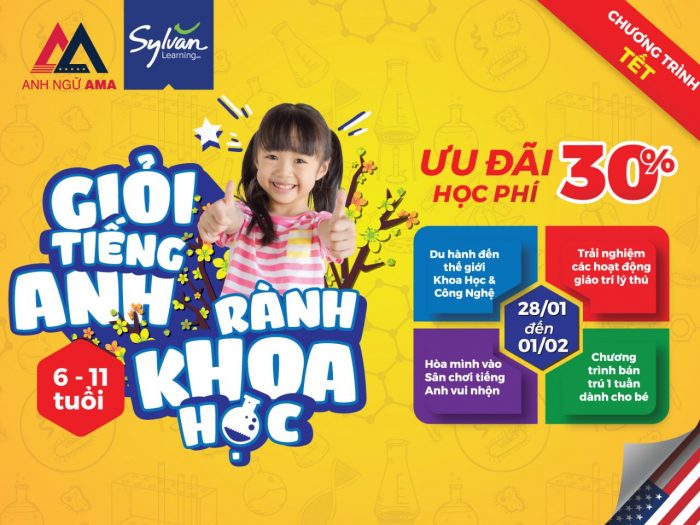 ANH NGỮ AMA
Sylvan
Learning
CHƯƠNG TRÌNH
TẾT
GIỎI
TIẾNG
ANH
RÀNH
KHOA
HỌC
6 - 11
tuổi
ƯU ĐÃI
HỌC PHÍ
30%
Du hành đến
thế giới
Khoa Học &
Công Nghệ
Trải nghiệm
các hoạt động
giáo trí lý thú
28/01
đến
01/02
Hòa mình vào
Sân chơi tiếng
Anh vui nhộn
Chương
trình bán
trú 1 tuần
dành cho bé